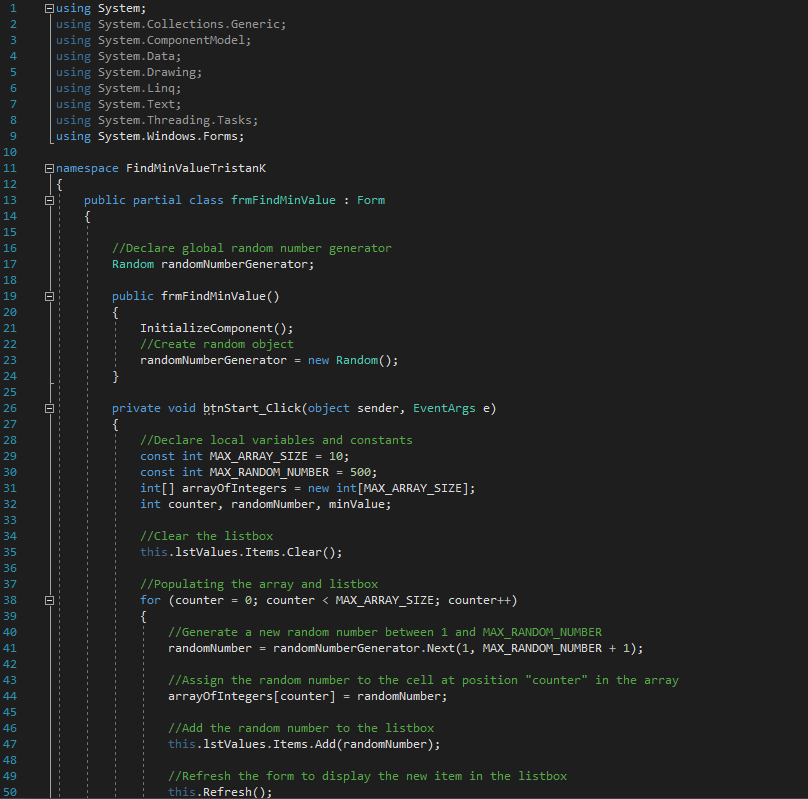 1 using System;
2 using System.Collections.Generic;
3 using System.ComponentModel;
4 using System.Data;
5 using System.Drawing;
6 using System.Linq;
7 using System.Text;
8 using System.Threading.Tasks;
9 using System.Windows.Forms;
10
11 namespace FindMinValueTristanK
12 {
13 public partial class frmFindMinValue : Form
14 {
15
16 //Declare global random number generator
17 Random randomNumberGenerator;
18
19 public frmFindMinValue()
20 {
21 InitializeComponent();
22 //Create random object
23 randomNumberGenerator = new Random();
24 }
25
26 private void btnStart_Click(object sender, EventArgs e)
27 {
28 //Declare local variables and constants
29 const int MAX_ARRAY_SIZE = 10;
30 const int MAX_RANDOM_NUMBER = 500;
31 int[] arrayOfIntegers = new int[MAX_ARRAY_SIZE];
32 int counter, randomNumber, minValue;
33
34 //Clear the listbox
35 this.lstValues.Items.Clear();
36
37 //Populating the array and listbox
38 for (counter = 0; counter < MAX_ARRAY_SIZE; counter++)
39 {
40 //Generate a new random number between 1 and MAX_RANDOM_NUMBER
41 randomNumber = randomNumberGenerator.Next(1, MAX_RANDOM_NUMBER + 1);
42
43 //Assign the random number to the cell at position "counter" in the array
44 arrayOfIntegers[counter] = randomNumber;
45
46 //Add the random number to the listbox
47 this.lstValues.Items.Add(randomNumber);
48
49 //Refresh the form to display the new item in the listbox
50 this.Refresh();